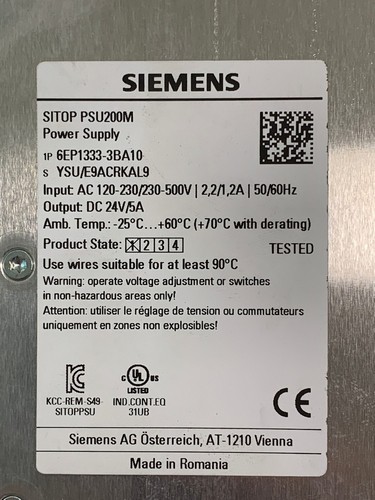 SIEMENS
SITOP PSU200M
Power Supply
1P 6EP1333-3BA10
S YSU/E9ACRKAL9
Input: AC 120-230/230-500V | 2,2/1,2A | 50/60Hz
Output: DC 24V/5A
Amb. Temp.: -25°C...+60°C (+70°C with derating)
Product State: X 2 3 4
TESTED
Use wires suitable for at least 90°C
Warning: operate voltage adjustment or switches
in non-hazardous areas only!
Attention: utiliser le réglage de tension ou commutateurs
uniquement en zones non explosibles!
KCC-REM-S49-
SITOPPSU
C UL US
LISTED
IND.CONT.EQ
31UB
CE
Siemens AG Österreich, AT-1210 Vienna
Made in Romania